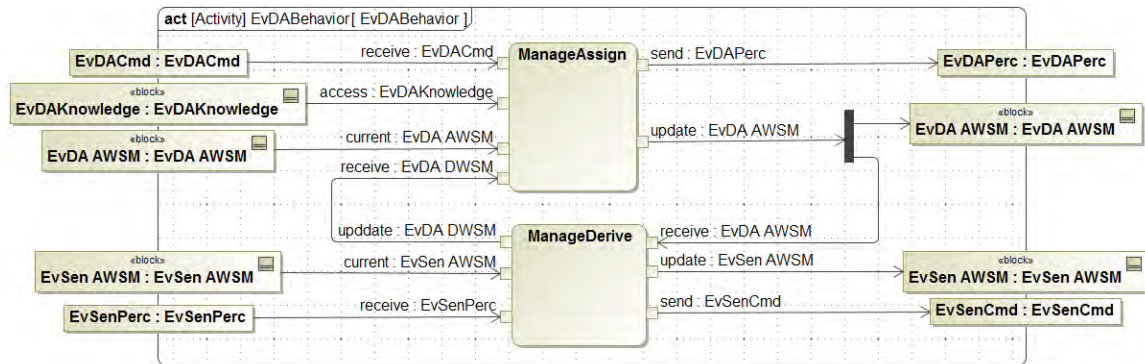 act [Activity] EvDABehavior[ EvDABehavior ]
EvDACmd : EvDACmd
receive : EvDACmd
ManageAssign
send : EvDAPerc
EvDAPerc : EvDAPerc
«block»
EvDAKnowledge : EvDAKnowledge
access : EvDAKnowledge
«block»
EvDA AWSM : EvDA AWSM
current : EvDA AWSM
update : EvDA AWSM
«block»
EvDA AWSM : EvDA AWSM
receive : EvDA DWSM
upddate : EvDA DWSM
ManageDerive
receive : EvDA AWSM
«block»
EvSen AWSM : EvSen AWSM
current : EvSen AWSM
update : EvSen AWSM
«block»
EvSen AWSM : EvSen AWSM
EvSenPerc : EvSenPerc
receive : EvSenPerc
send : EvSenCmd
EvSenCmd : EvSenCmd